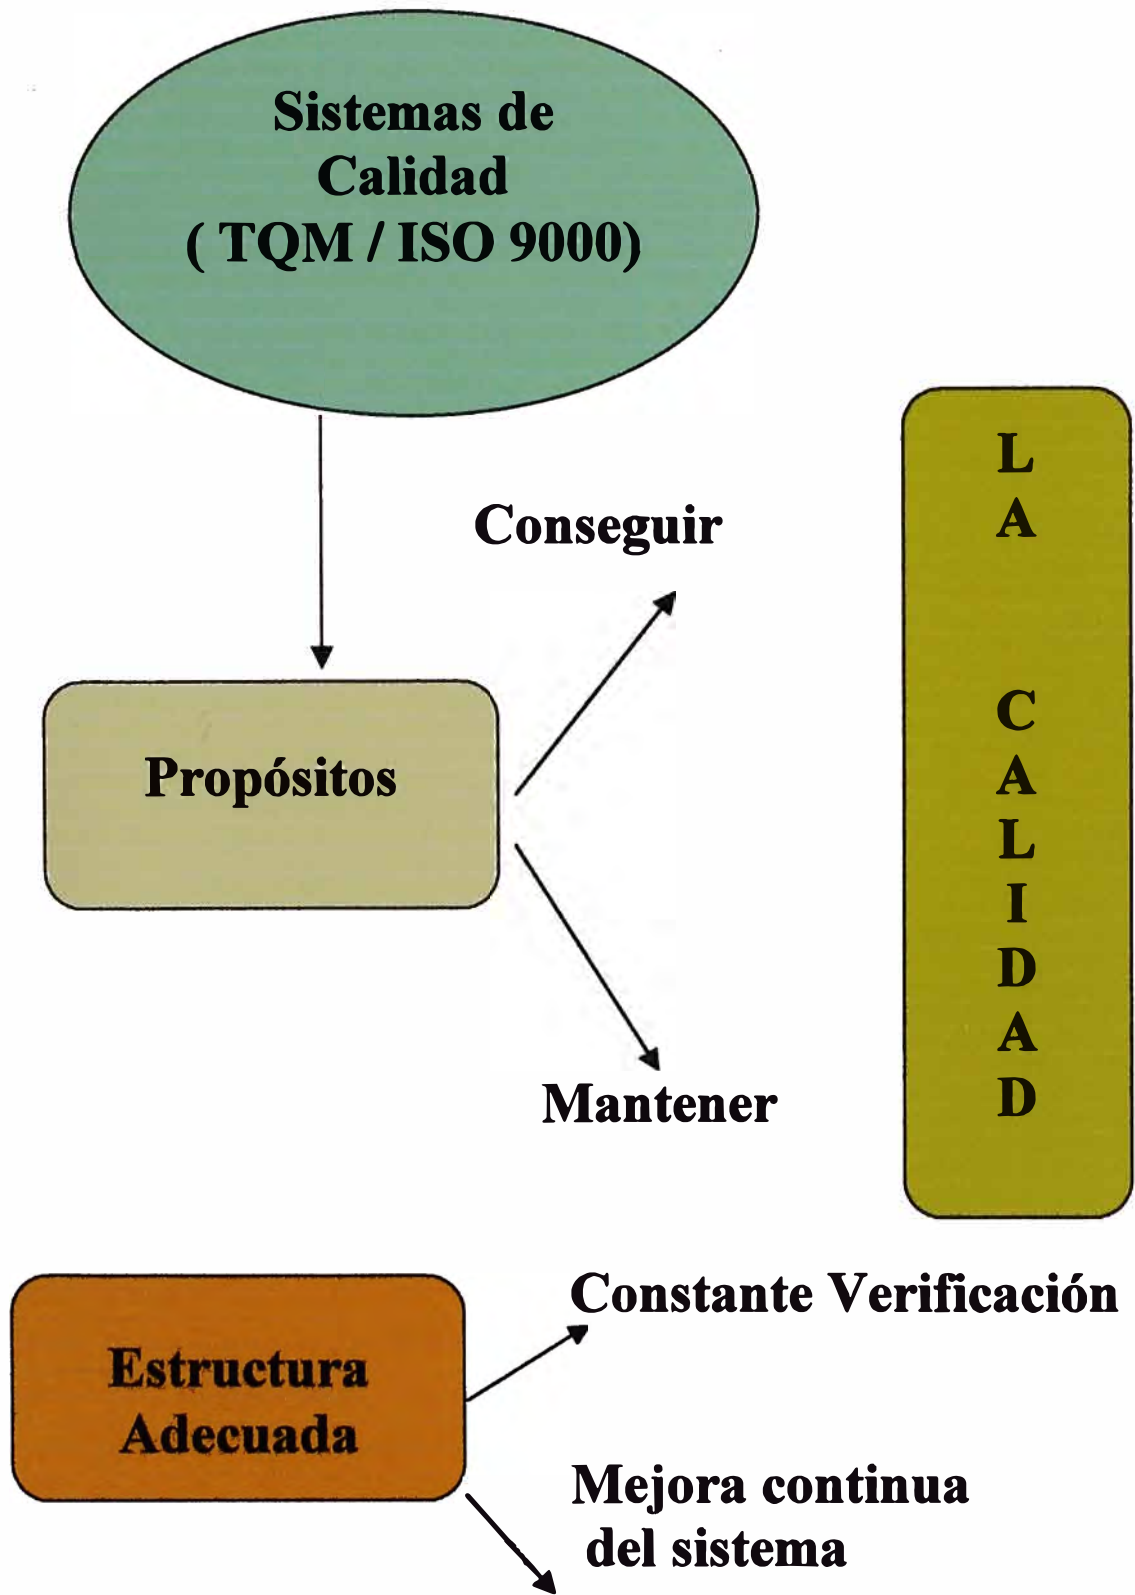 Sistemas de
Calidad
( TQM / ISO 9000)
Conseguir
Propósitos
Mantener
L
A
C
A
L
I
D
A
D
Constante Verificación
Estructura
Adecuada
Mejora continua
del sistema